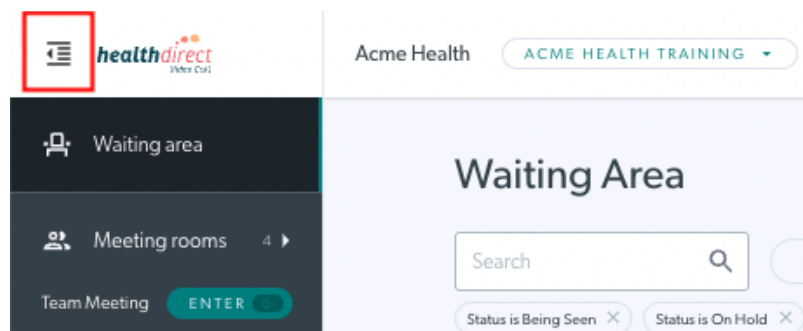 healthdirect
Video Call
Acme Health
ACME HEALTH TRAINING
Waiting area
Meeting rooms 4
Team Meeting ENTER 0
Waiting Area
Search
Status is Being Seen
Status is On Hold